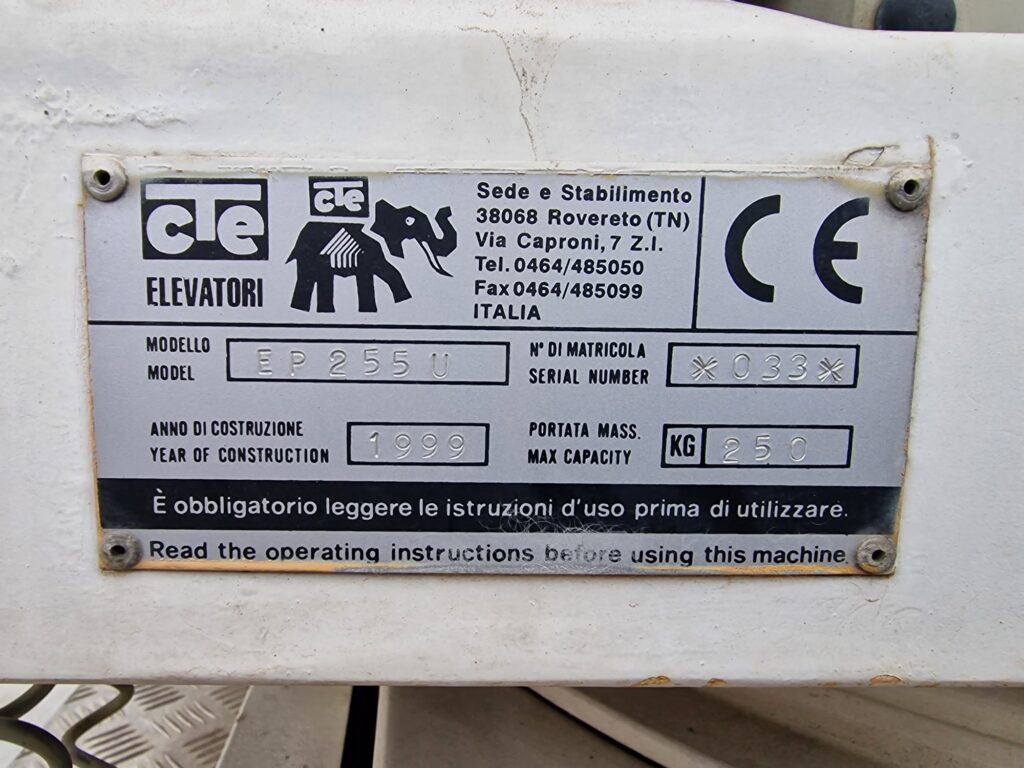 cTe
ELEVATORI
cTe
Sede e Stabilimento
38068 Rovereto (TN)
Via Caproni, 7 Z.I.
Tel. 0464/485050
Fax 0464/485099
ITALIA
CE
MODELLO
MODEL
EP 255 U
N° DI MATRICOLA
SERIAL NUMBER
*033*
ANNO DI COSTRUZIONE
YEAR OF CONSTRUCTION
1999
PORTATA MASS.
MAX CAPACITY
KG 250
È obbligatorio leggere le istruzioni d'uso prima di utilizzare.
Read the operating instructions before using this machine